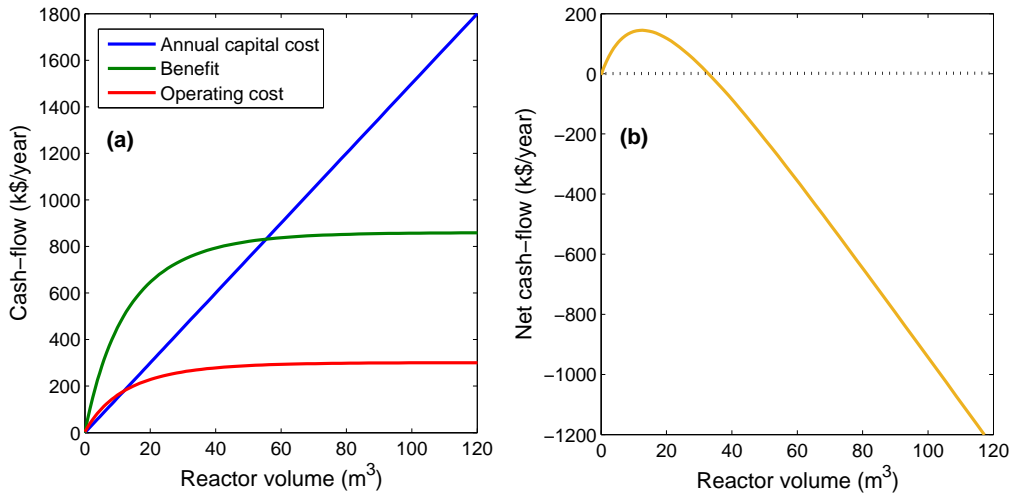 1800
1600
1400
1200
1000
800
600
400
200
0
Cash−flow (k$/year)
Annual capital cost
Benefit
Operating cost
(a)
0 20 40 60 80 100 120
Reactor volume (m³)
200
0
−200
−400
−600
−800
−1000
−1200
Net cash−flow (k$/year)
(b)
0 20 40 60 80 100 120
Reactor volume (m³)